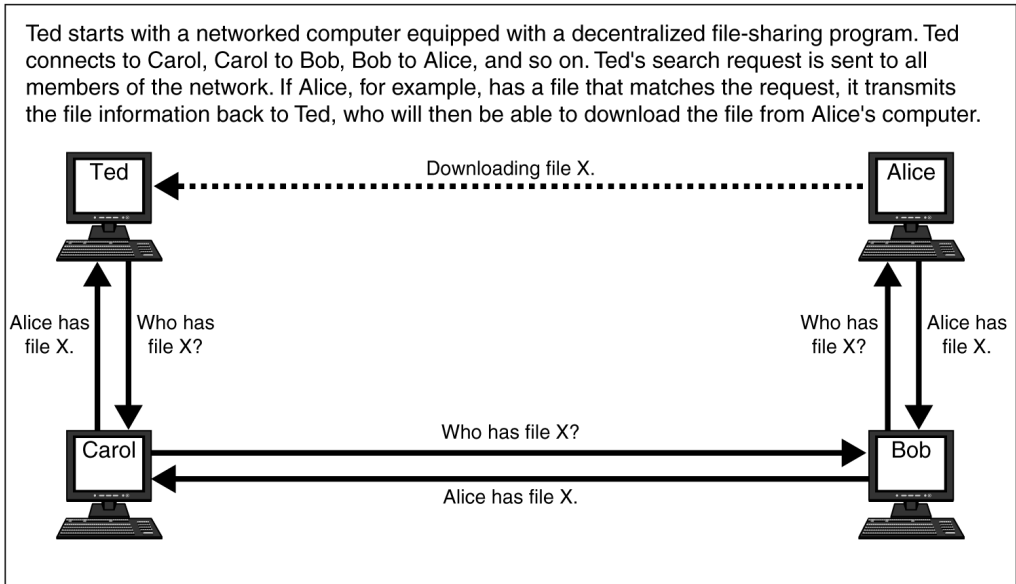 Ted starts with a networked computer equipped with a decentralized file-sharing program. Ted
connects to Carol, Carol to Bob, Bob to Alice, and so on. Ted's search request is sent to all
members of the network. If Alice, for example, has a file that matches the request, it transmits
the file information back to Ted, who will then be able to download the file from Alice's computer.
Ted
Downloading file X.
Alice
Alice has
file X.
Who has
file X?
Who has
file X?
Alice has
file X.
Carol
Who has file X?
Bob
Alice has file X.